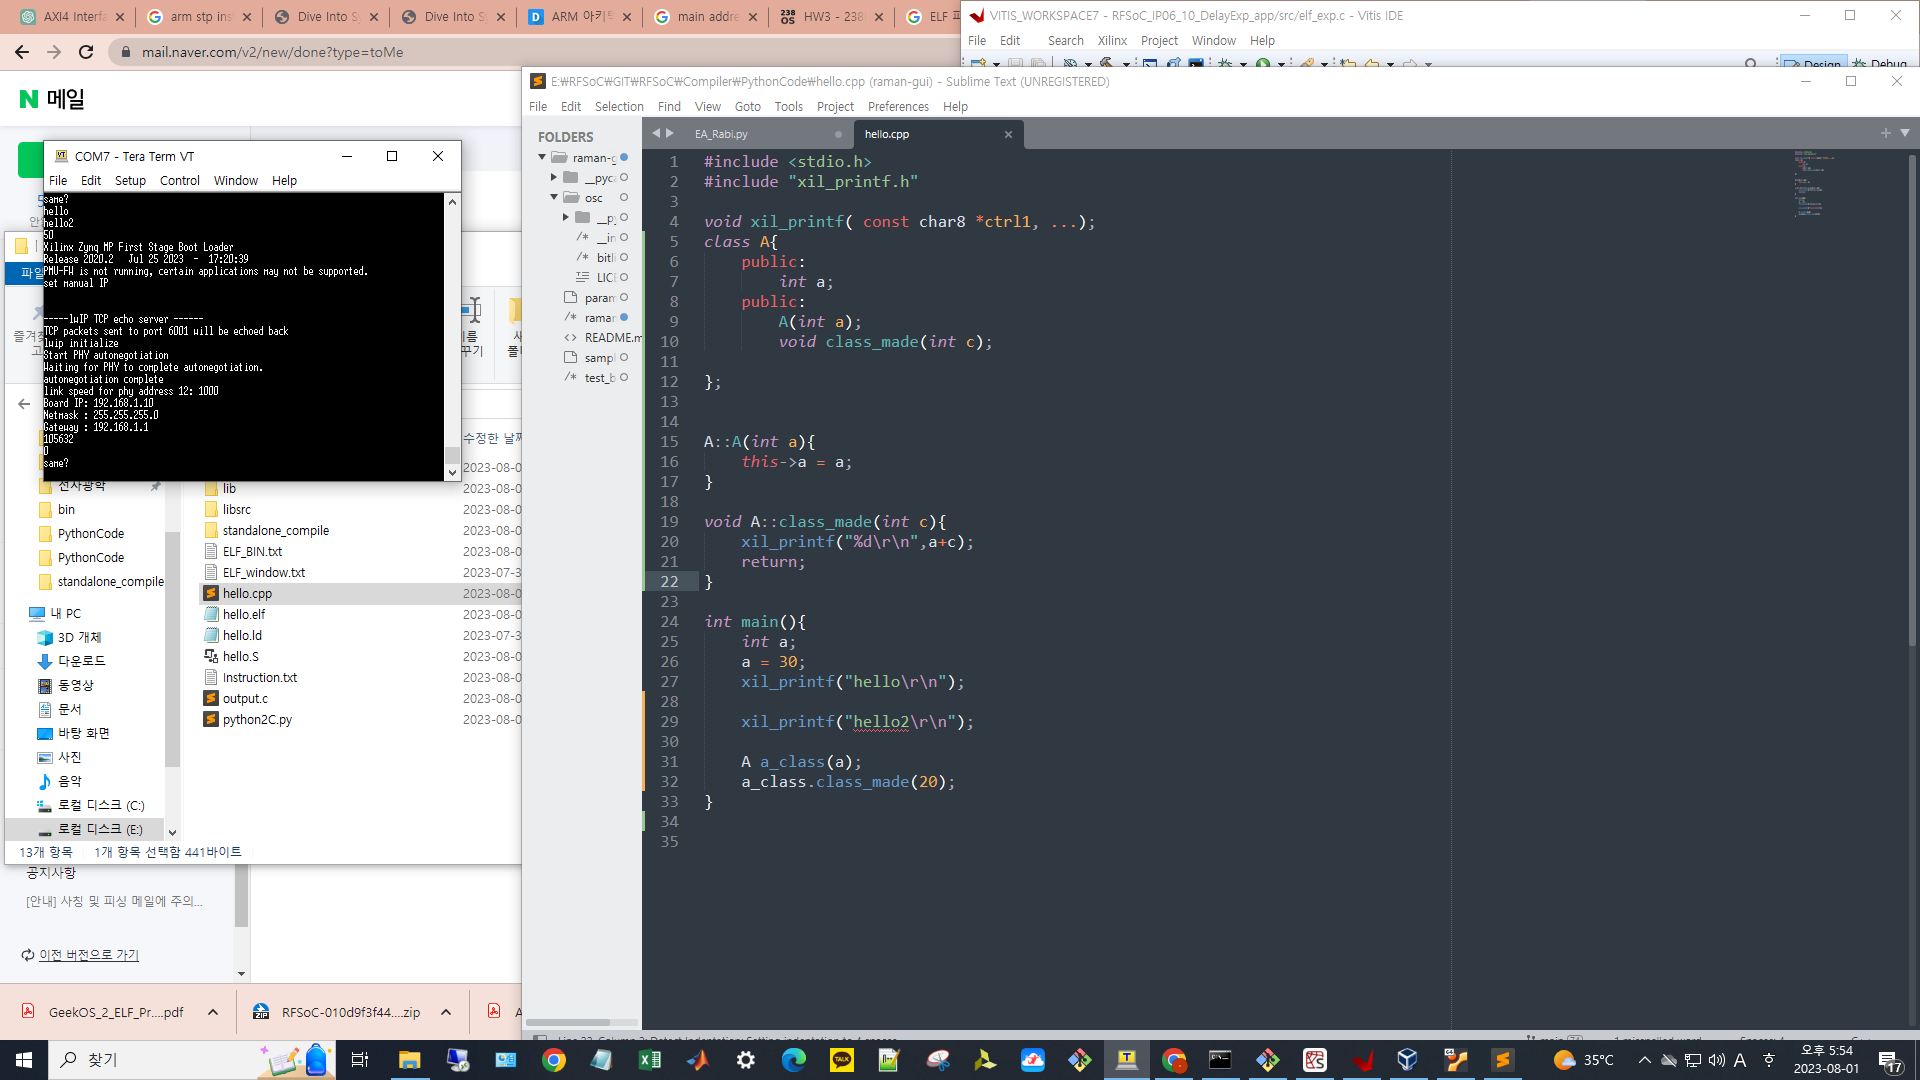 AXI4 Interfa
arm stp ins
Dive Into Sy
Dive Into Sy
ARM 아키
main addre
HW3 - 238
ELF 파
mail.naver.com/v2/new/done?type=toMe
VITIS_WORKSPACE7 - RFSoC_IP06_10_DelayExp_app/src/elf_exp.c - Vitis IDE
File Edit Search Xilinx Project Window Help
Design Debug
N 메일
E:₩RFSoC₩GIT₩RFSoC₩Compiler₩PythonCode₩hello.cpp (raman-gui) - Sublime Text (UNREGISTERED)
File Edit Selection Find View Goto Tools Project Preferences Help
FOLDERS
raman-g
__pyca
osc
__p
__in
bitli
LICE
param
ramar
README.m
sampl
test_b
EA_Rabi.py
hello.cpp
1 #include <stdio.h>
2 #include "xil_printf.h"
3
4 void xil_printf( const char8 *ctrl1, ...);
5 class A{
6 public:
7 int a;
8 public:
9 A(int a);
10 void class_made(int c);
11
12 };
13
14
15 A::A(int a){
16 this->a = a;
17 }
18
19 void A::class_made(int c){
20 xil_printf("%d\r\n",a+c);
21 return;
22 }
23
24 int main(){
25 int a;
26 a = 30;
27 xil_printf("hello\r\n");
28
29 xil_printf("hello2\r\n");
30
31 A a_class(a);
32 a_class.class_made(20);
33 }
34
35
COM7 - Tera Term VT
File Edit Setup Control Window Help
same?
hello
hello2
50
Xilinx Zynq MP First Stage Boot Loader
Release 2020.2 Jul 25 2023 - 17:20:39
PMU-FW is not running, certain applications may not be supported.
set manual IP
-----lwIP TCP echo server ------
TCP packets sent to port 6001 will be echoed back
lwip initialize
Start PHY autonegotiation
Waiting for PHY to complete autonegotiation.
autonegotiation complete
link speed for phy address 12: 1000
Board IP: 192.168.1.10
Netmask : 255.255.255.0
Gateway : 192.168.1.1
105632
0
same?
파일
즐겨찾
수정한 날짜
2023-08-0
전자광학
bin
PythonCode
PythonCode
standalone_compile
내 PC
3D 개체
다운로드
동영상
문서
바탕 화면
사진
음악
로컬 디스크 (C:)
로컬 디스크 (E:)
lib 2023-08-0
libsrc 2023-08-0
standalone_compile 2023-08-0
ELF_BIN.txt 2023-08-0
ELF_window.txt 2023-07-3
hello.cpp 2023-08-0
hello.elf 2023-08-0
hello.ld 2023-07-3
hello.S 2023-08-0
Instruction.txt 2023-08-0
output.c 2023-08-0
python2C.py 2023-08-0
13개 항목 1개 항목 선택함 441바이트
공지사항
[안내] 사칭 및 피싱 메일에 주의...
이전 버전으로 가기
GeekOS_2_ELF_Pr....pdf
RFSoC-010d9f3f44....zip
찾기
35°C
A
오후 5:54
2023-08-01
17